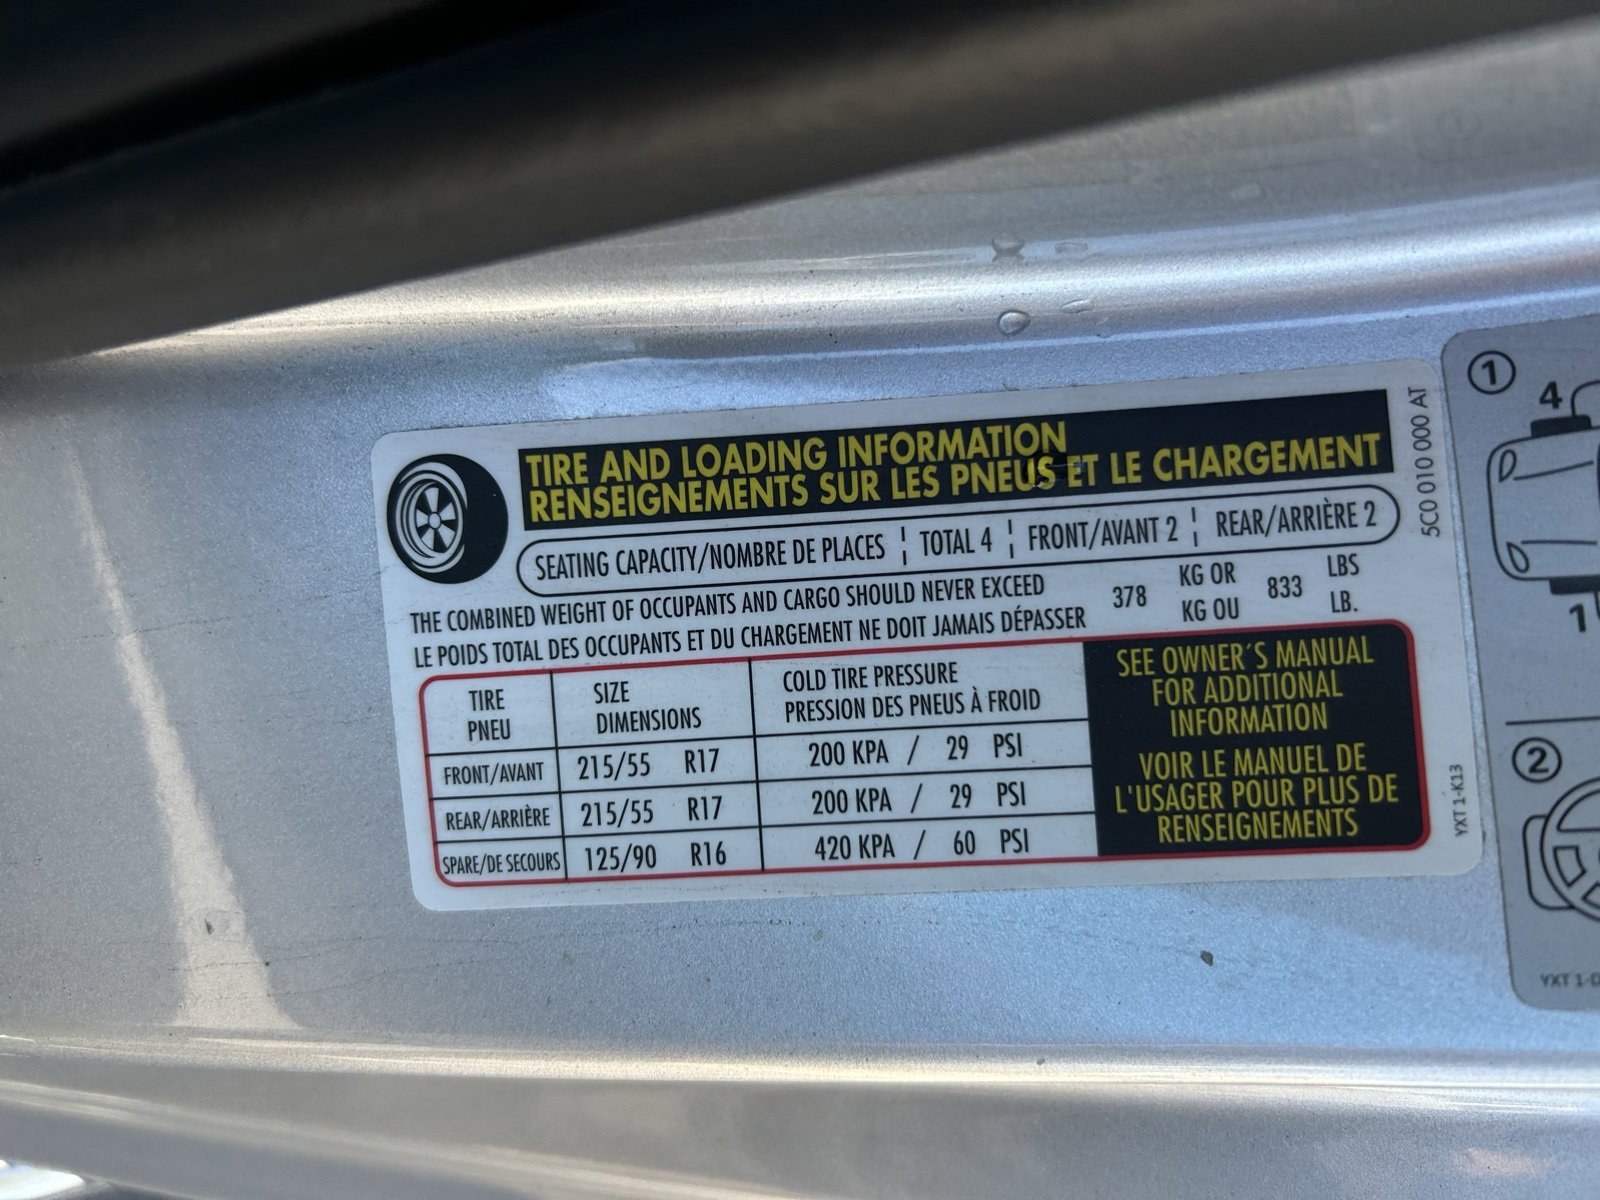 TIRE AND LOADING INFORMATION
RENSEIGNEMENTS SUR LES PNEUS ET LE CHARGEMENT
SEATING CAPACITY/NOMBRE DE PLACES ¦ TOTAL 4 ¦ FRONT/AVANT 2 ¦ REAR/ARRIÈRE 2
THE COMBINED WEIGHT OF OCCUPANTS AND CARGO SHOULD NEVER EXCEED
LE POIDS TOTAL DES OCCUPANTS ET DU CHARGEMENT NE DOIT JAMAIS DÉPASSER
378 KG OR 833 LBS
KG OU LB.
TIRE SIZE COLD TIRE PRESSURE
PNEU DIMENSIONS PRESSION DES PNEUS À FROID
FRONT/AVANT 215/55 R17 200 KPA / 29 PSI
REAR/ARRIÈRE 215/55 R17 200 KPA / 29 PSI
SPARE/DE SECOURS 125/90 R16 420 KPA / 60 PSI
SEE OWNER´S MANUAL
FOR ADDITIONAL
INFORMATION
VOIR LE MANUEL DE
L'USAGER POUR PLUS DE
RENSEIGNEMENTS
5C0 010 000 AT
YXT 1-K13
1
4
1
2
YXT 1-